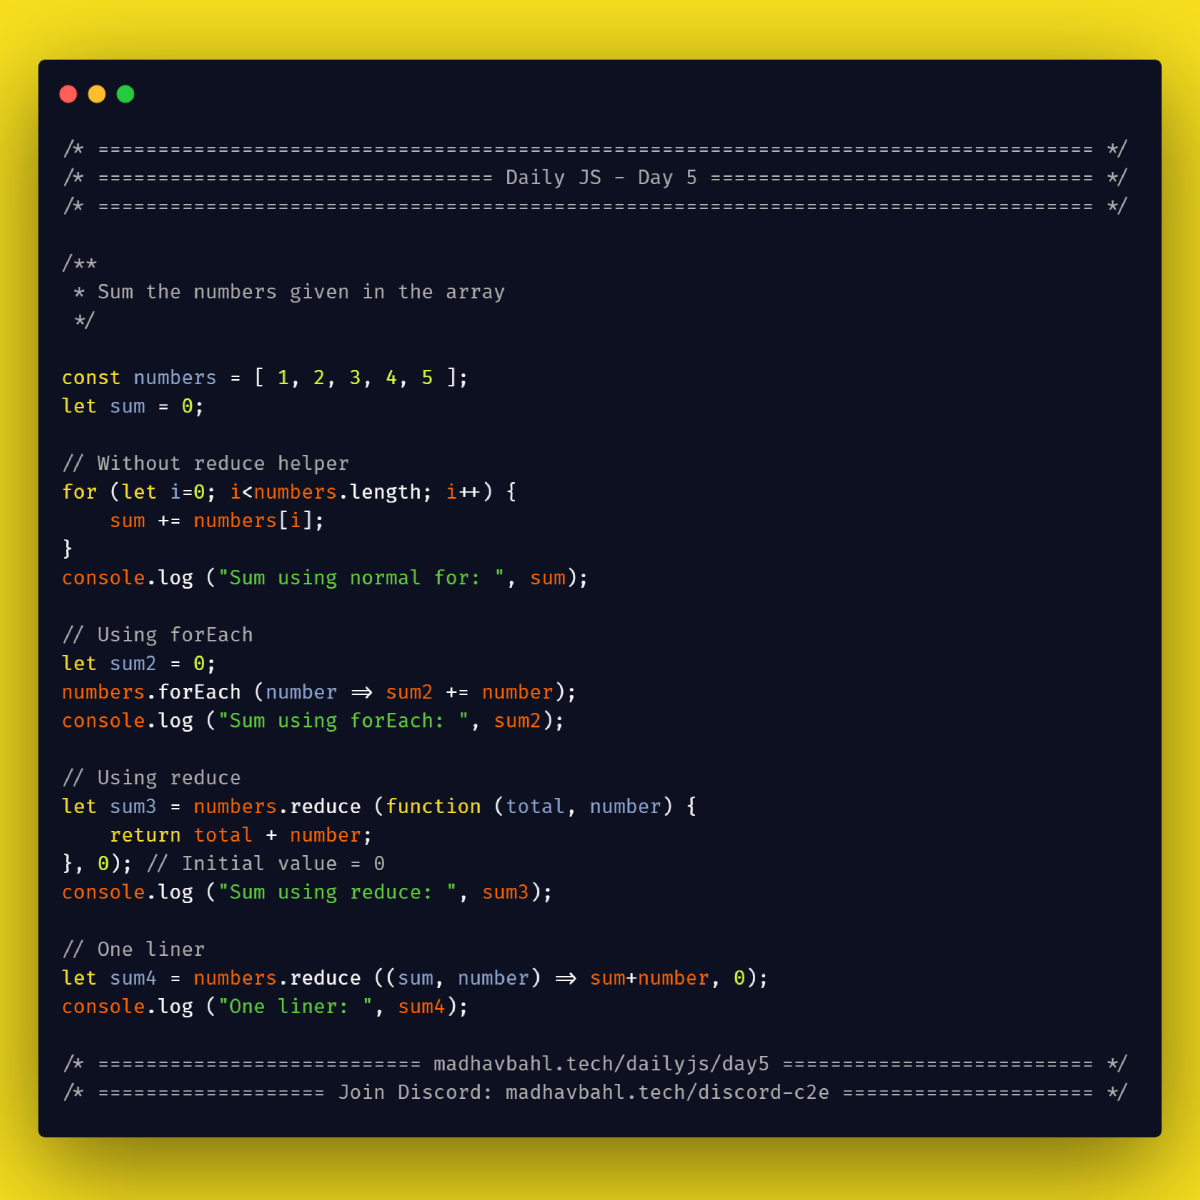 /* =================================================================================== */
/* ================================= Daily JS - Day 5 ================================ */
/* =================================================================================== */
/**
 * Sum the numbers given in the array
 */
const numbers = [ 1, 2, 3, 4, 5 ];
let sum = 0;
// Without reduce helper
for (let i=0; i<numbers.length; i++) {
    sum += numbers[i];
}
console.log ("Sum using normal for: ", sum);
// Using forEach
let sum2 = 0;
numbers.forEach (number => sum2 += number);
console.log ("Sum using forEach: ", sum2);
// Using reduce
let sum3 = numbers.reduce (function (total, number) {
    return total + number;
}, 0); // Initial value = 0
console.log ("Sum using reduce: ", sum3);
// One liner
let sum4 = numbers.reduce ((sum, number) => sum+number, 0);
console.log ("One liner: ", sum4);
/* =========================== madhavbahl.tech/dailyjs/day5 ========================== */
/* =================== Join Discord: madhavbahl.tech/discord-c2e ===================== */